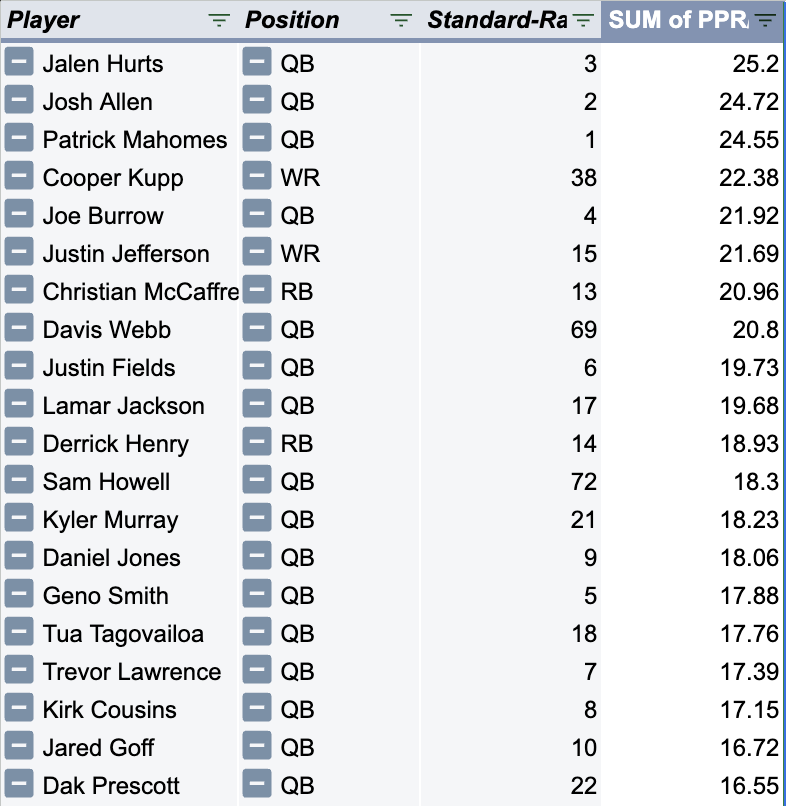 Player Position Standard-Ra SUM of PPR
Jalen Hurts QB 3 25.2
Josh Allen QB 2 24.72
Patrick Mahomes QB 1 24.55
Cooper Kupp WR 38 22.38
Joe Burrow QB 4 21.92
Justin Jefferson WR 15 21.69
Christian McCaffre RB 13 20.96
Davis Webb QB 69 20.8
Justin Fields QB 6 19.73
Lamar Jackson QB 17 19.68
Derrick Henry RB 14 18.93
Sam Howell QB 72 18.3
Kyler Murray QB 21 18.23
Daniel Jones QB 9 18.06
Geno Smith QB 5 17.88
Tua Tagovailoa QB 18 17.76
Trevor Lawrence QB 7 17.39
Kirk Cousins QB 8 17.15
Jared Goff QB 10 16.72
Dak Prescott QB 22 16.55